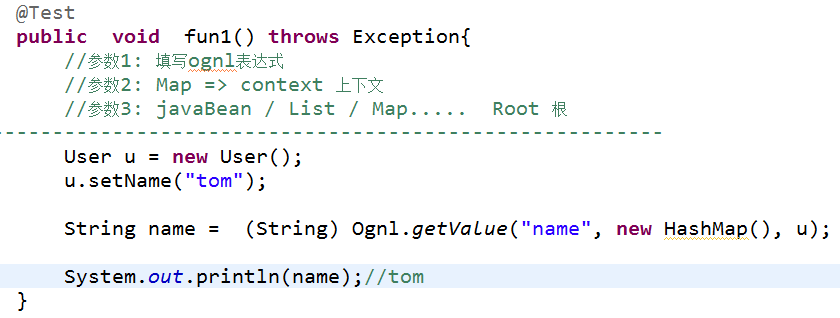 @Test
public void fun1() throws Exception{
//参数1: 填写ognl表达式
//参数2: Map => context 上下文
//参数3: javaBean / List / Map..... Root 根
---------------------------------------------------------
User u = new User();
u.setName("tom");
String name = (String) Ognl.getValue("name", new HashMap(), u);
System.out.println(name);//tom
}